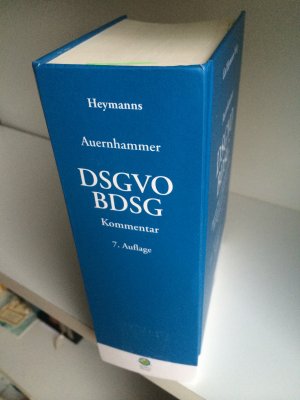 Heymanns
Auernhammer
DSGVO
BDSG
Kommentar
7. Auflage